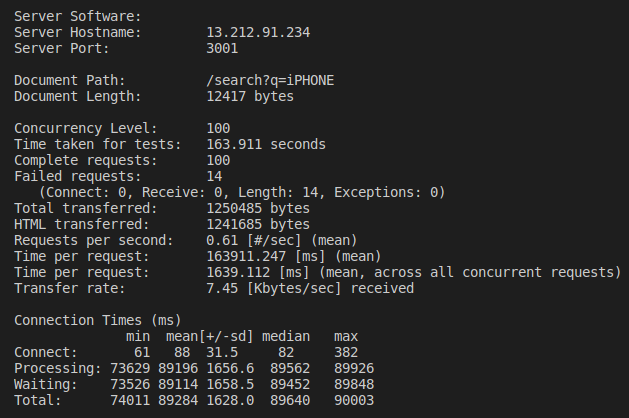 Server Software:
Server Hostname:        13.212.91.234
Server Port:            3001

Document Path:          /search?q=iPHONE
Document Length:        12417 bytes

Concurrency Level:      100
Time taken for tests:   163.911 seconds
Complete requests:      100
Failed requests:        14
   (Connect: 0, Receive: 0, Length: 14, Exceptions: 0)
Total transferred:      1250485 bytes
HTML transferred:       1241685 bytes
Requests per second:    0.61 [#/sec] (mean)
Time per request:       163911.247 [ms] (mean)
Time per request:       1639.112 [ms] (mean, across all concurrent requests)
Transfer rate:          7.45 [Kbytes/sec] received

Connection Times (ms)
              min  mean[+/-sd] median   max
Connect:       61   88  31.5     82     382
Processing: 73629 89196 1656.6  89562   89926
Waiting:    73526 89114 1658.5  89452   89848
Total:      74011 89284 1628.0  89640   90003